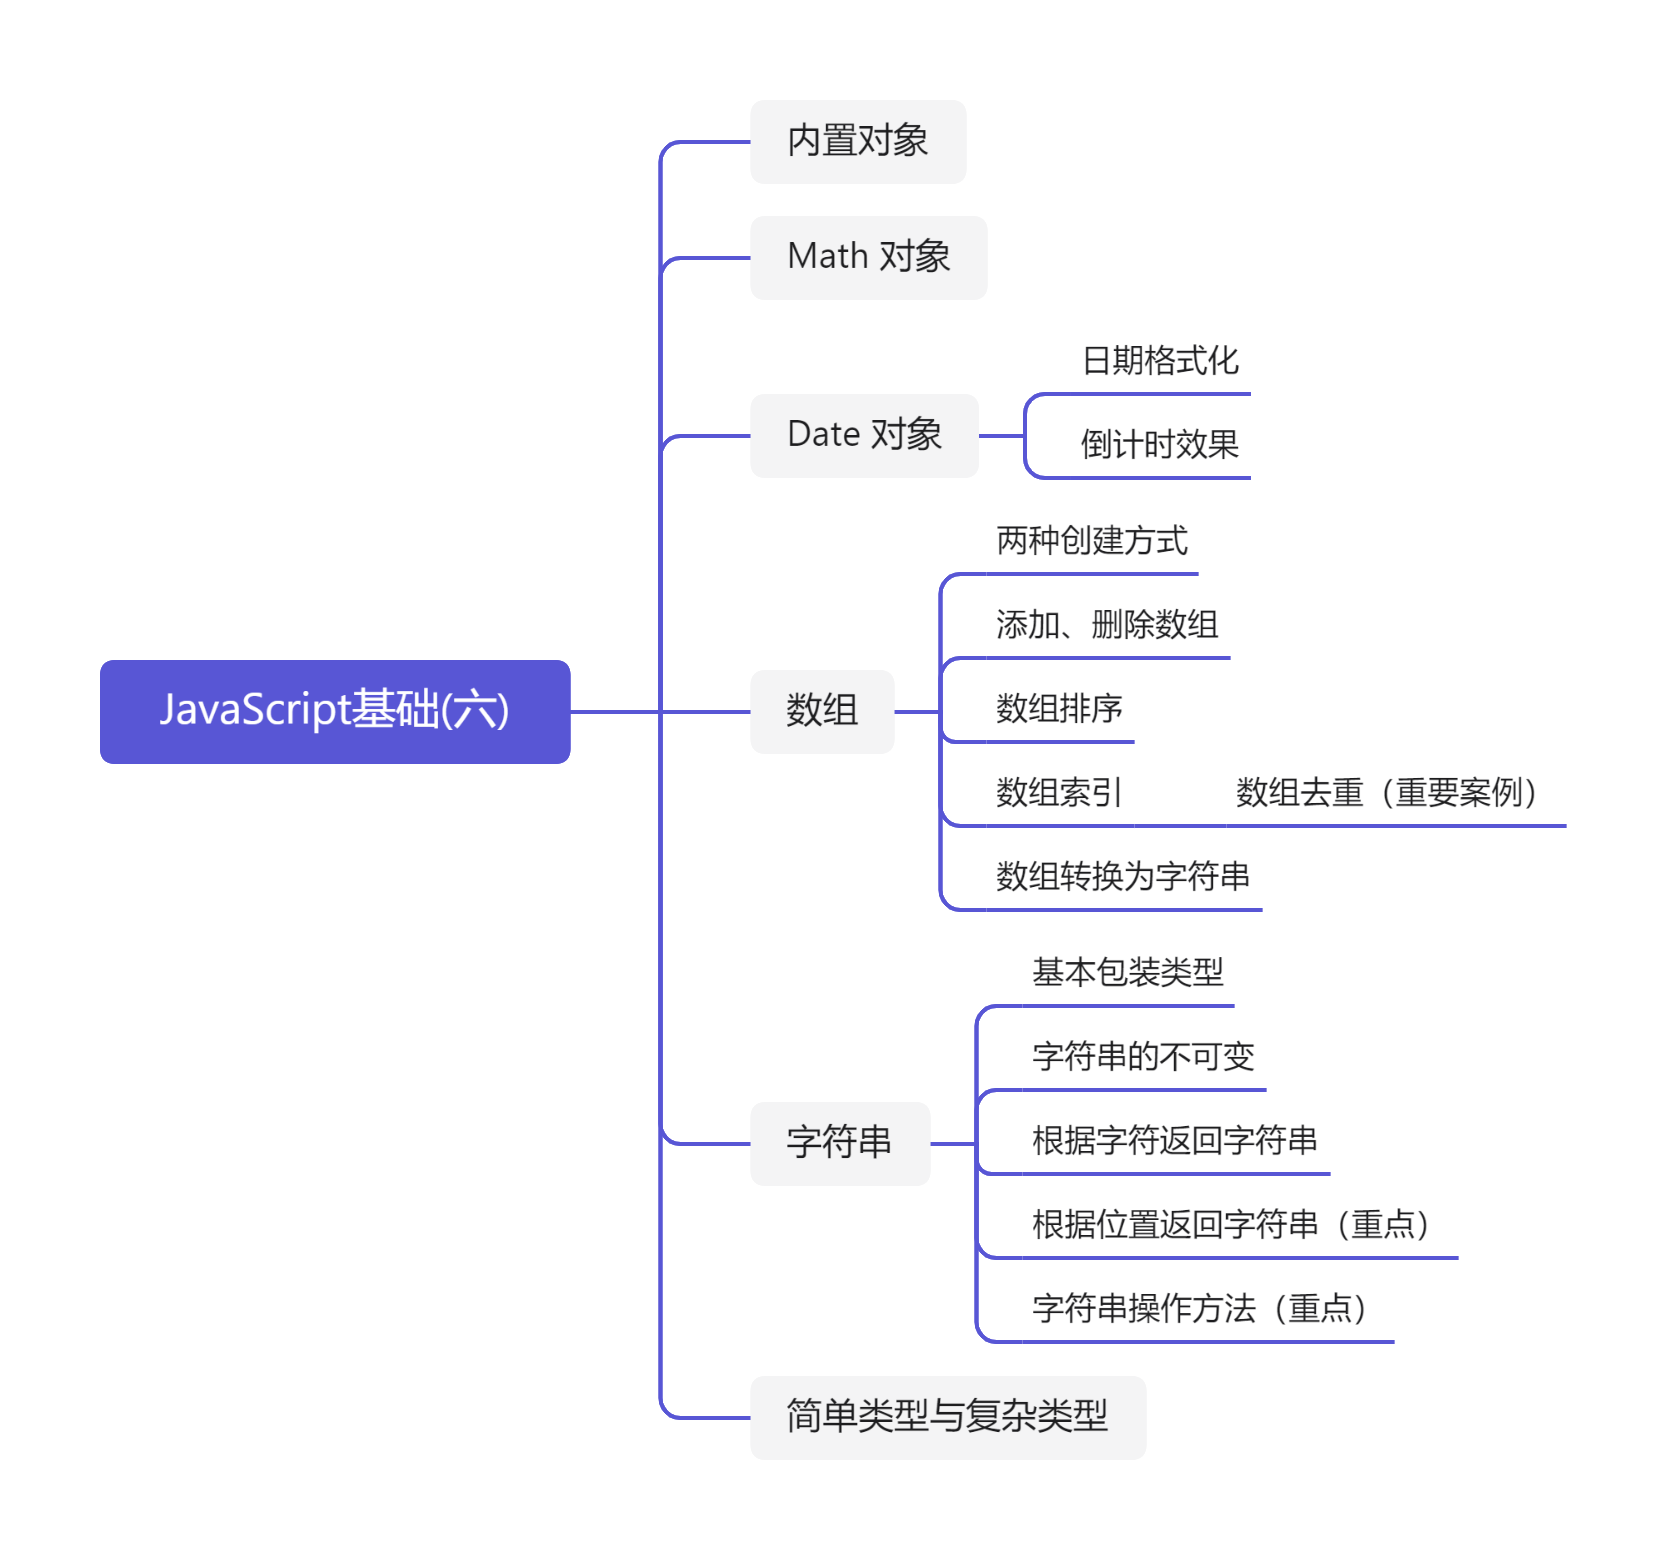 JavaScript基础(六)
内置对象
Math 对象
Date 对象
日期格式化
倒计时效果
数组
两种创建方式
添加、删除数组
数组排序
数组索引
数组去重（重要案例）
数组转换为字符串
字符串
基本包装类型
字符串的不可变
根据字符返回字符串
根据位置返回字符串（重点）
字符串操作方法（重点）
简单类型与复杂类型